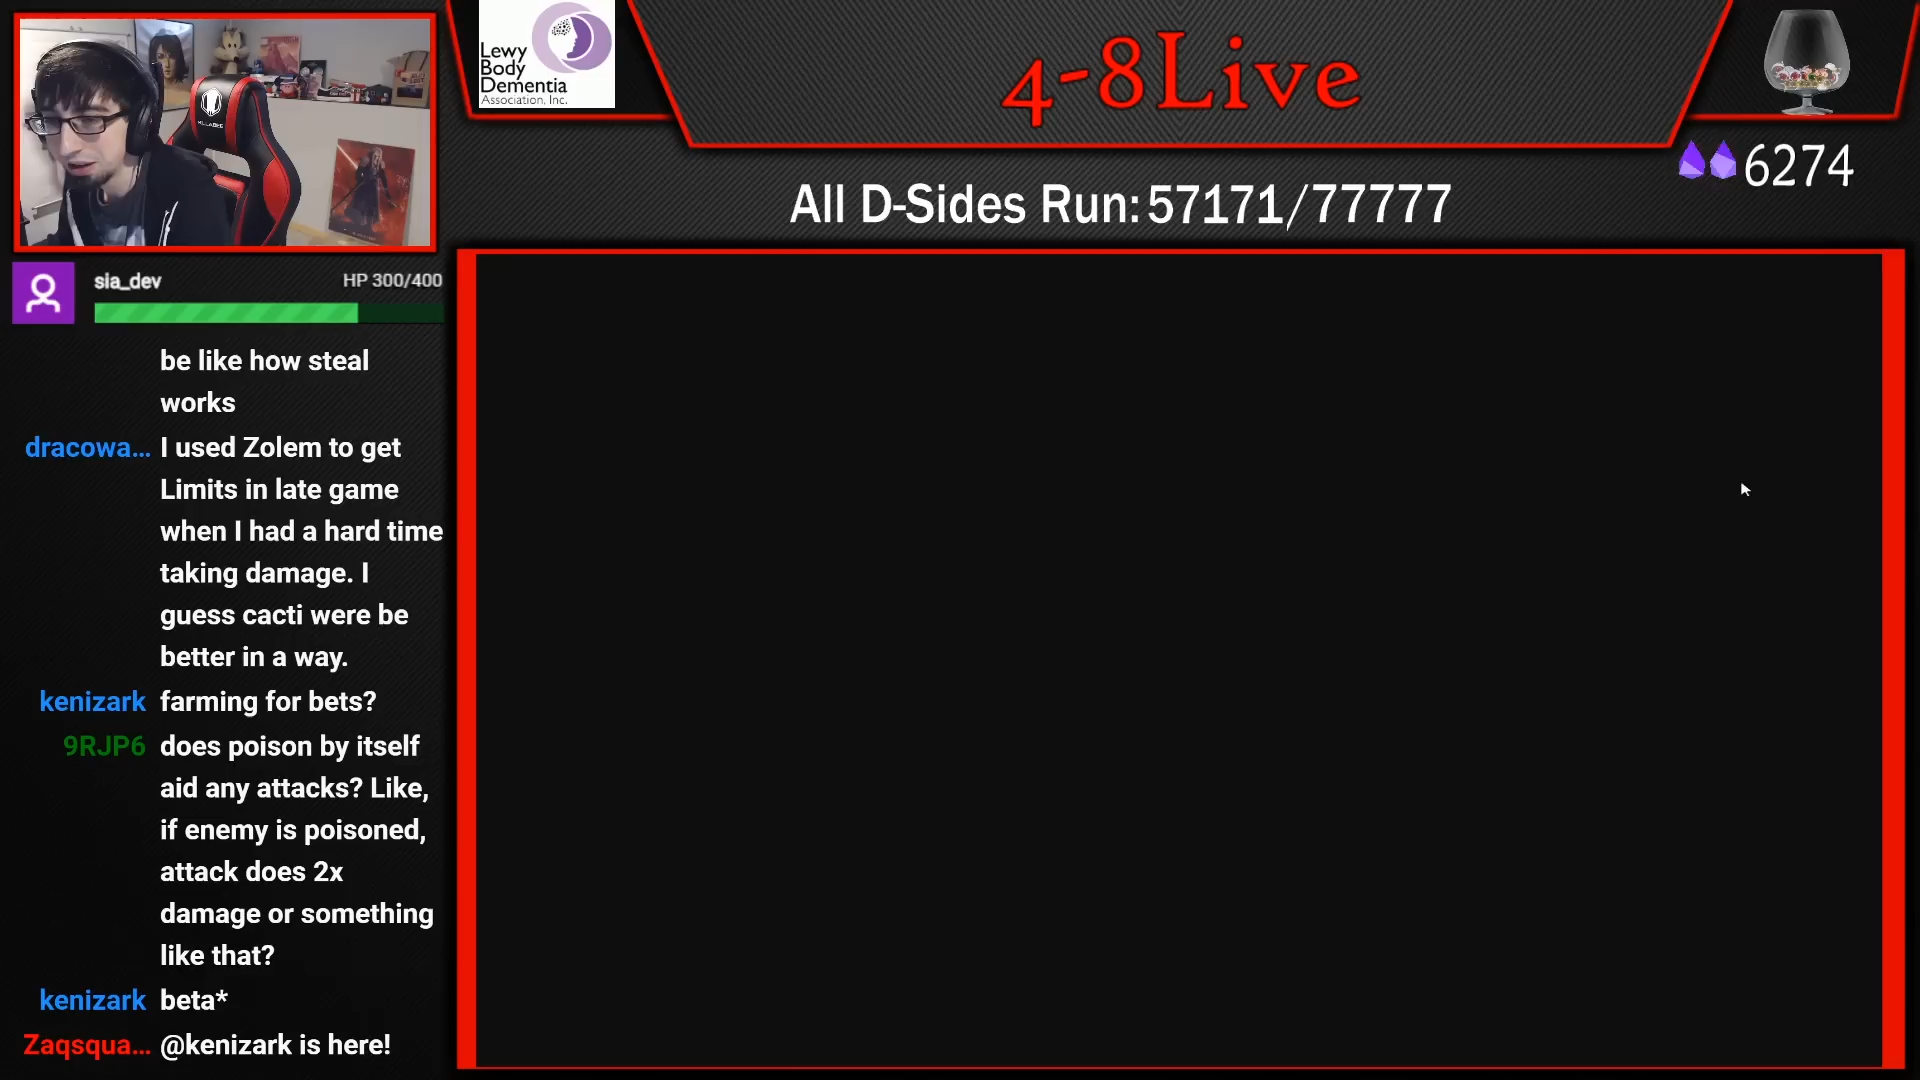 Lewy
Body
Dementia
Association, Inc.
4-8Live
6274
All D-Sides Run:57171/77777
sia_dev HP 300/400
be like how steal
works
dracowa... I used Zolem to get
Limits in late game
when I had a hard time
taking damage. I
guess cacti were be
better in a way.
kenizark farming for bets?
9RJP6 does poison by itself
aid any attacks? Like,
if enemy is poisoned,
attack does 2x
damage or something
like that?
kenizark beta*
Zaqsqua... @kenizark is here!